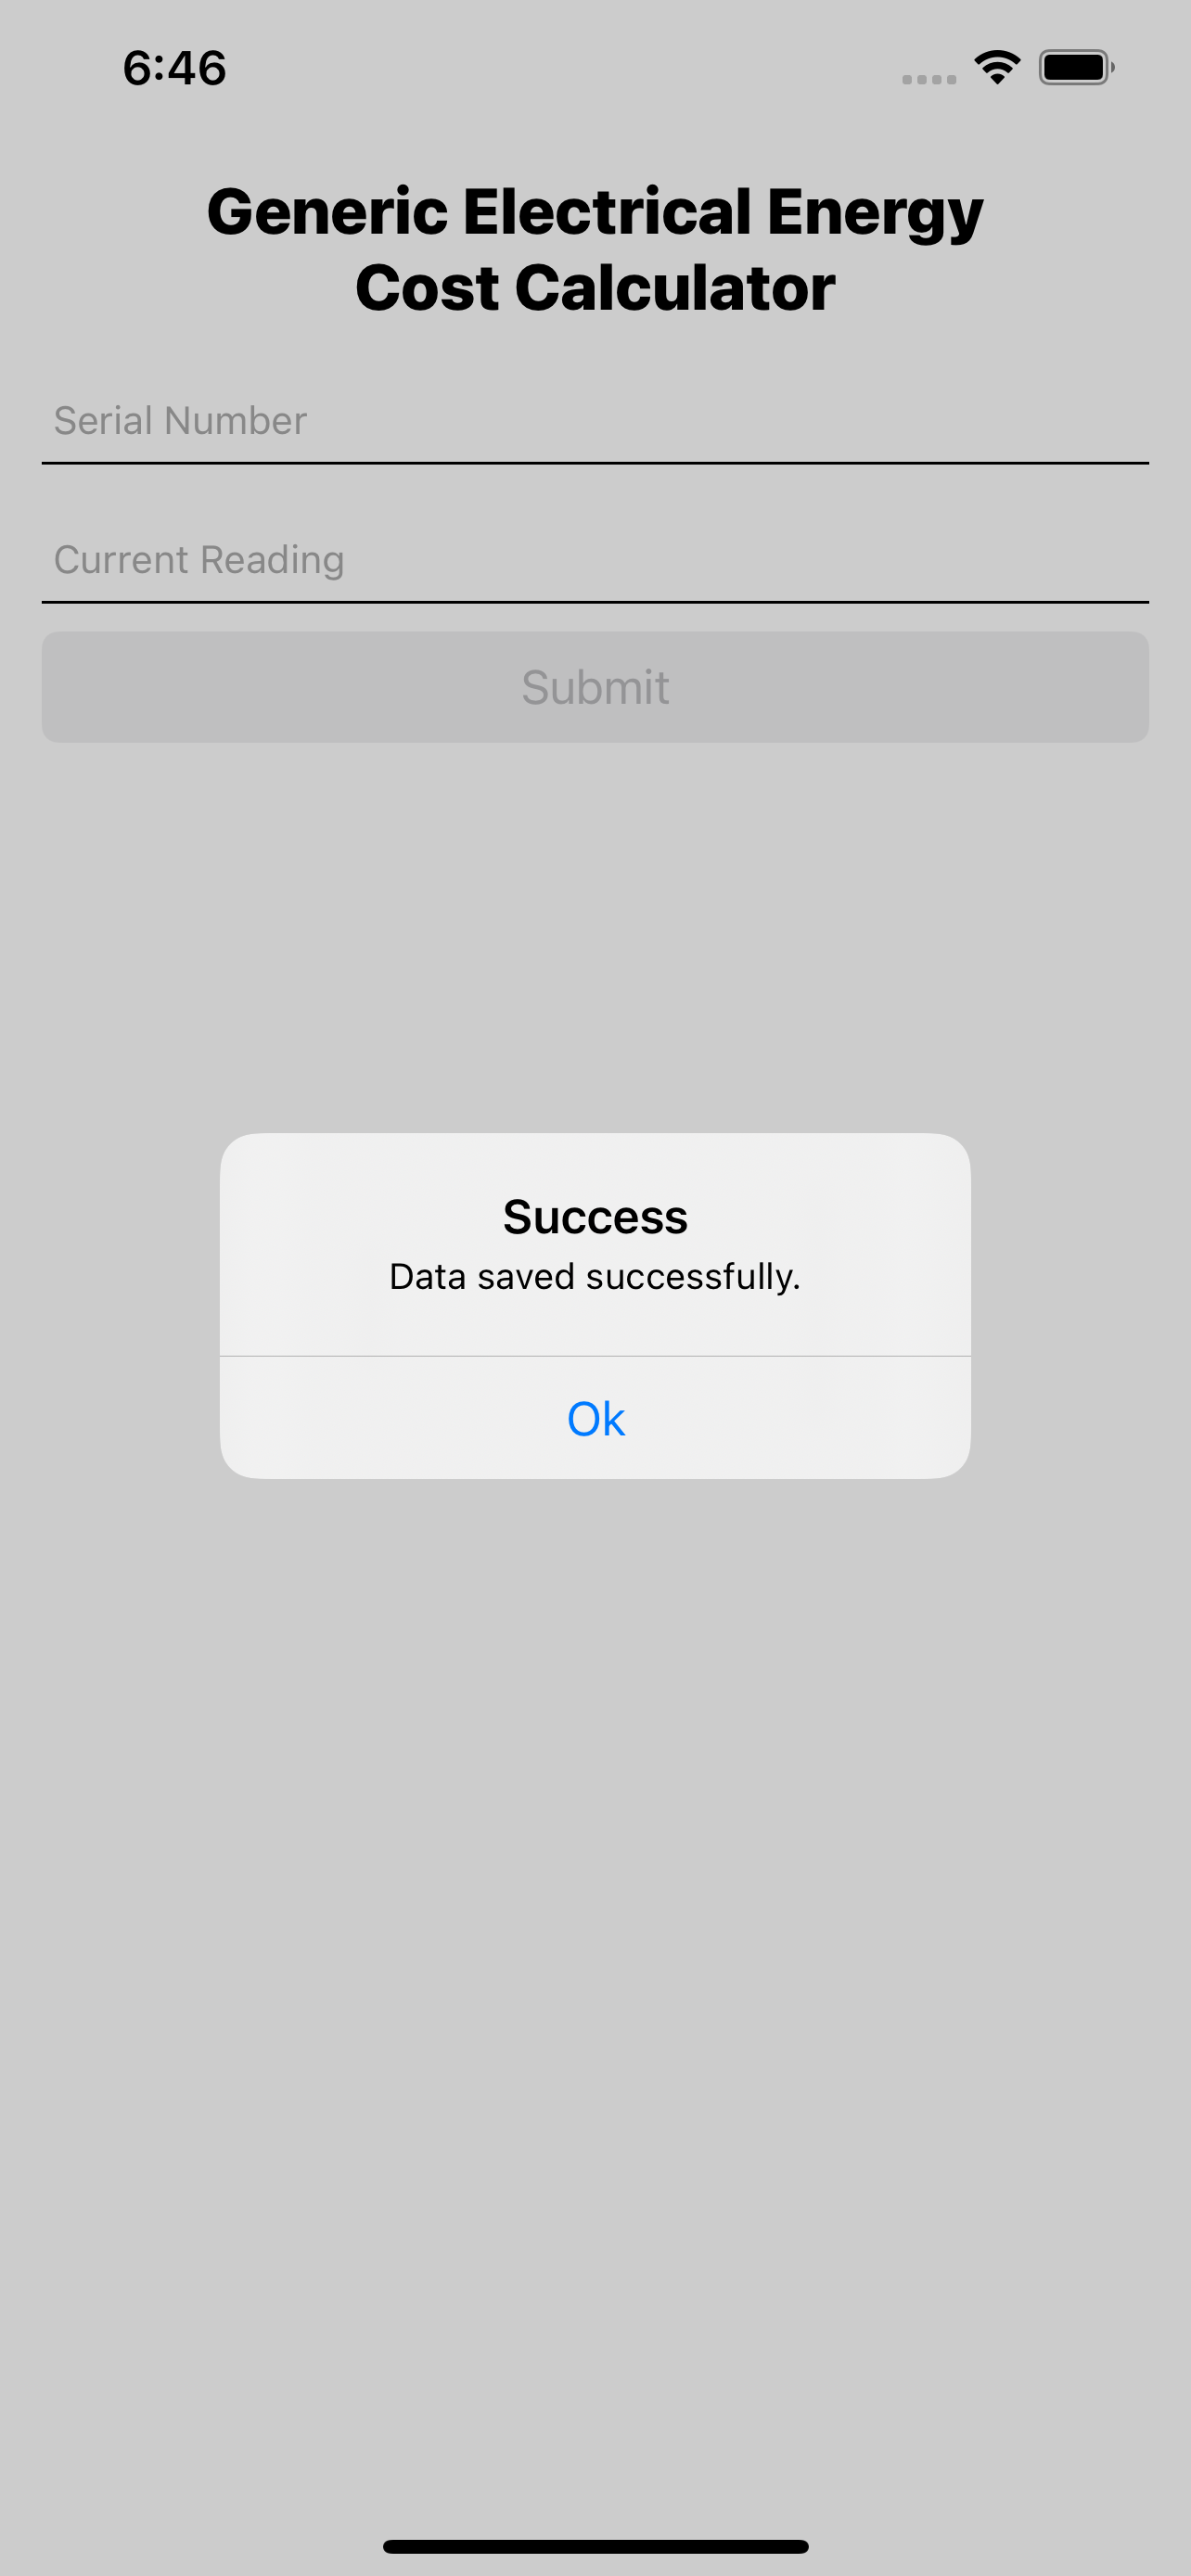 6:46
Generic Electrical Energy
Cost Calculator
Serial Number
Current Reading
Submit
Success
Data saved successfully.
Ok